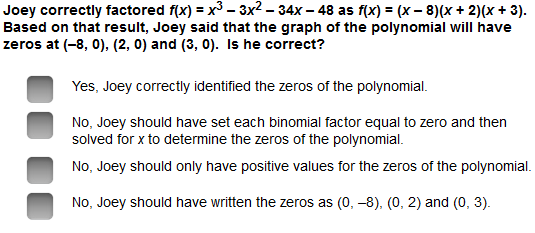 Joey correctly factored f(x) = x³ – 3x² – 34x – 48 as f(x) = (x – 8)(x + 2)(x + 3).
Based on that result, Joey said that the graph of the polynomial will have
zeros at (–8, 0), (2, 0) and (3, 0).  Is he correct?
Yes, Joey correctly identified the zeros of the polynomial.
No, Joey should have set each binomial factor equal to zero and then
solved for x to determine the zeros of the polynomial.
No, Joey should only have positive values for the zeros of the polynomial.
No, Joey should have written the zeros as (0, –8), (0, 2) and (0, 3).